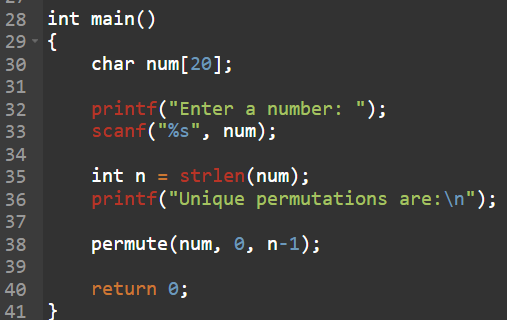 28 int main()
29 {
30     char num[20];
31
32     printf("Enter a number: ");
33     scanf("%s", num);
34
35     int n = strlen(num);
36     printf("Unique permutations are:\n");
37
38     permute(num, 0, n-1);
39
40     return 0;
41 }